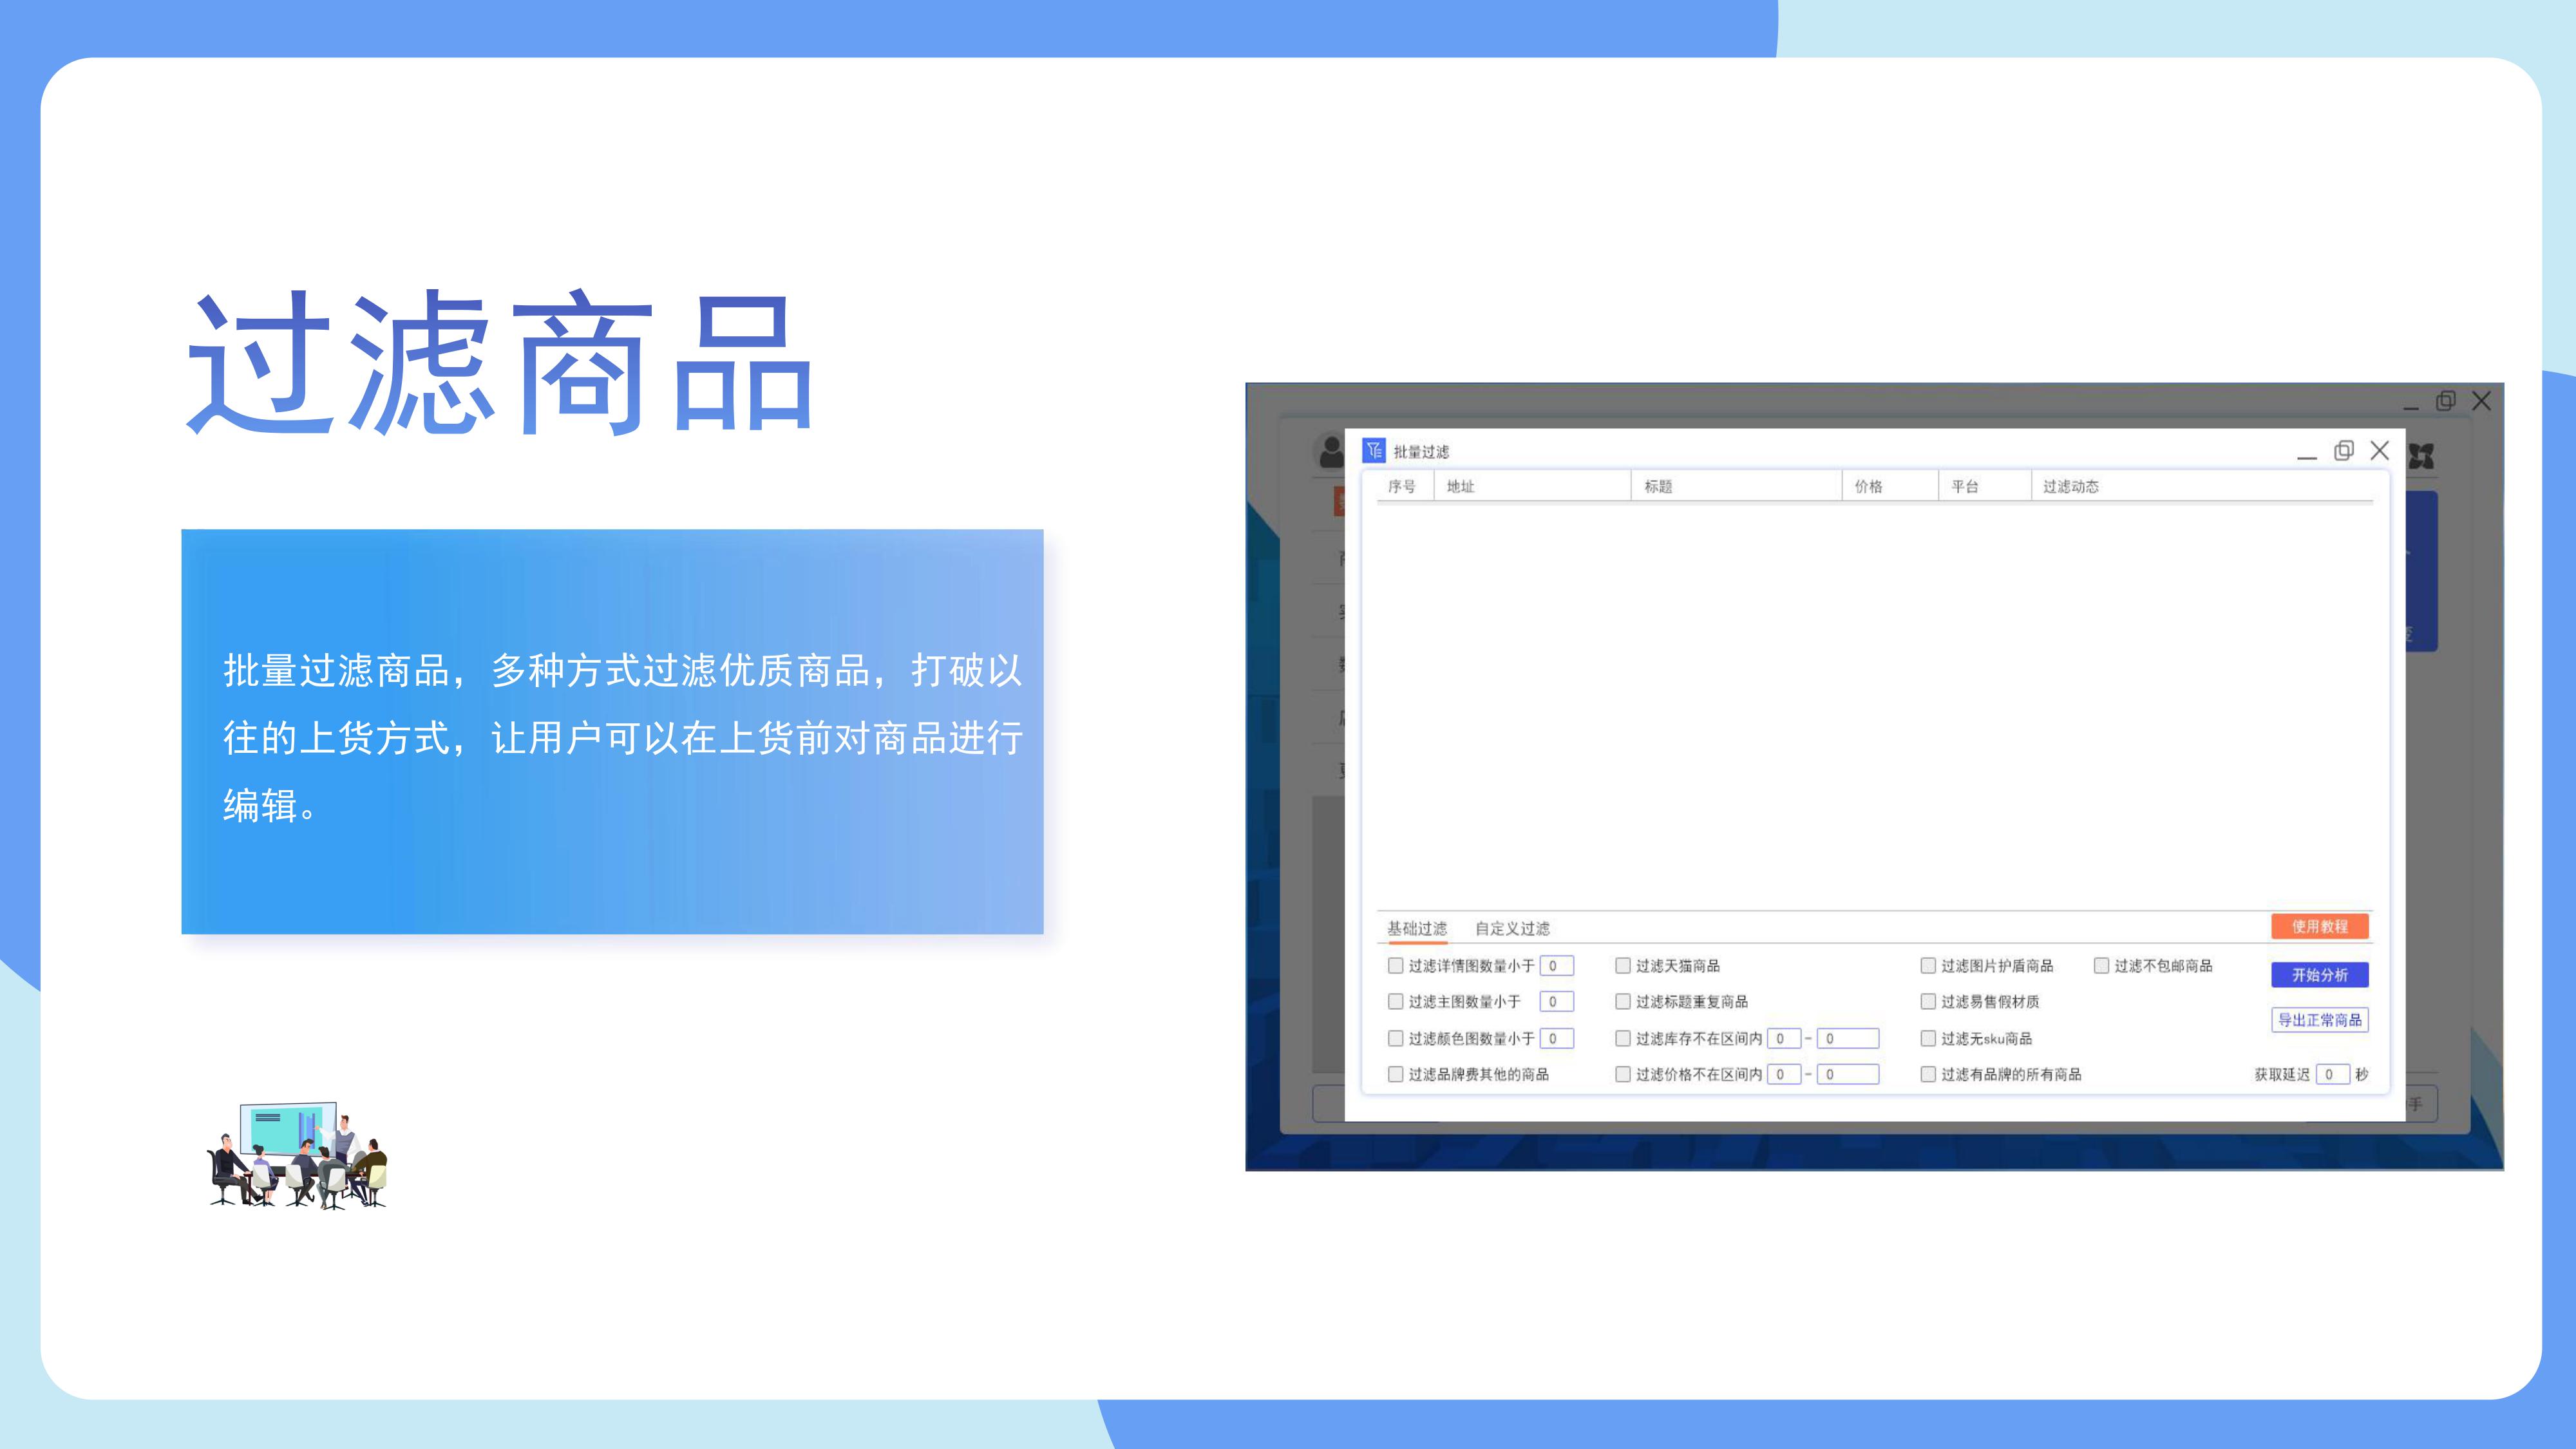 过滤商品
批量过滤商品，多种方式过滤优质商品，打破以
往的上货方式，让用户可以在上货前对商品进行
编辑。
批量过滤
序号 地址 标题 价格 平台 过滤动态
基础过滤 自定义过滤 使用教程
过滤详情图数量小于 0 过滤天猫商品 过滤图片护盾商品 过滤不包邮商品
开始分析
过滤主图数量小于 0 过滤标题重复商品 过滤易售假材质
导出正常商品
过滤颜色图数量小于 0 过滤库存不在区间内 0 - 0 过滤无sku商品
过滤品牌费其他的商品 过滤价格不在区间内 0 - 0 过滤有品牌的所有商品 获取延迟 0 秒
手